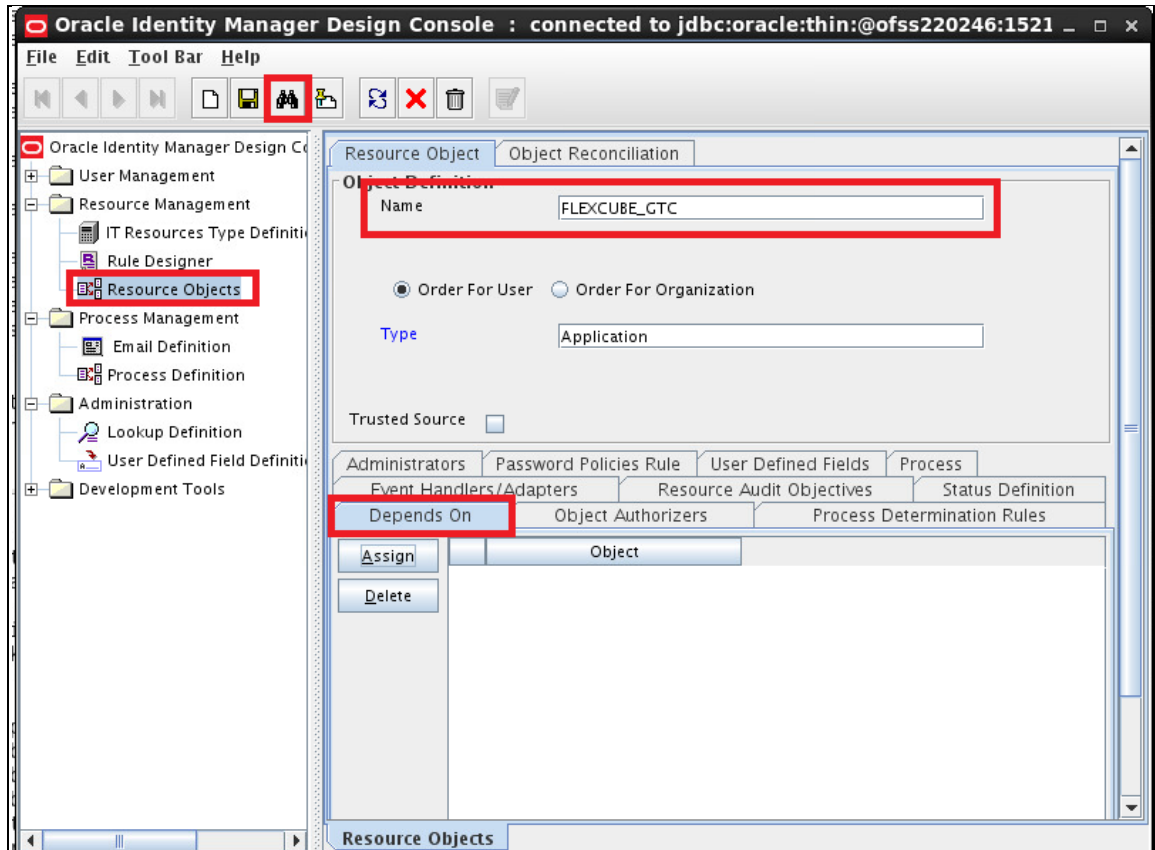 Oracle Identity Manager Design Console : connected to jdbc:oracle:thin:@ofss220246:1521
File Edit Tool Bar Help
Oracle Identity Manager Design Co
User Management
Resource Management
IT Resources Type Definiti
Rule Designer
Resource Objects
Process Management
Email Definition
Process Definition
Administration
Lookup Definition
User Defined Field Definiti
Development Tools
Resource Object Object Reconciliation
Object Definition
Name FLEXCUBE_GTC
Order For User Order For Organization
Type Application
Trusted Source
Administrators Password Policies Rule User Defined Fields Process
Event Handlers/Adapters Resource Audit Objectives Status Definition
Depends On Object Authorizers Process Determination Rules
Assign Object
Delete
Resource Objects